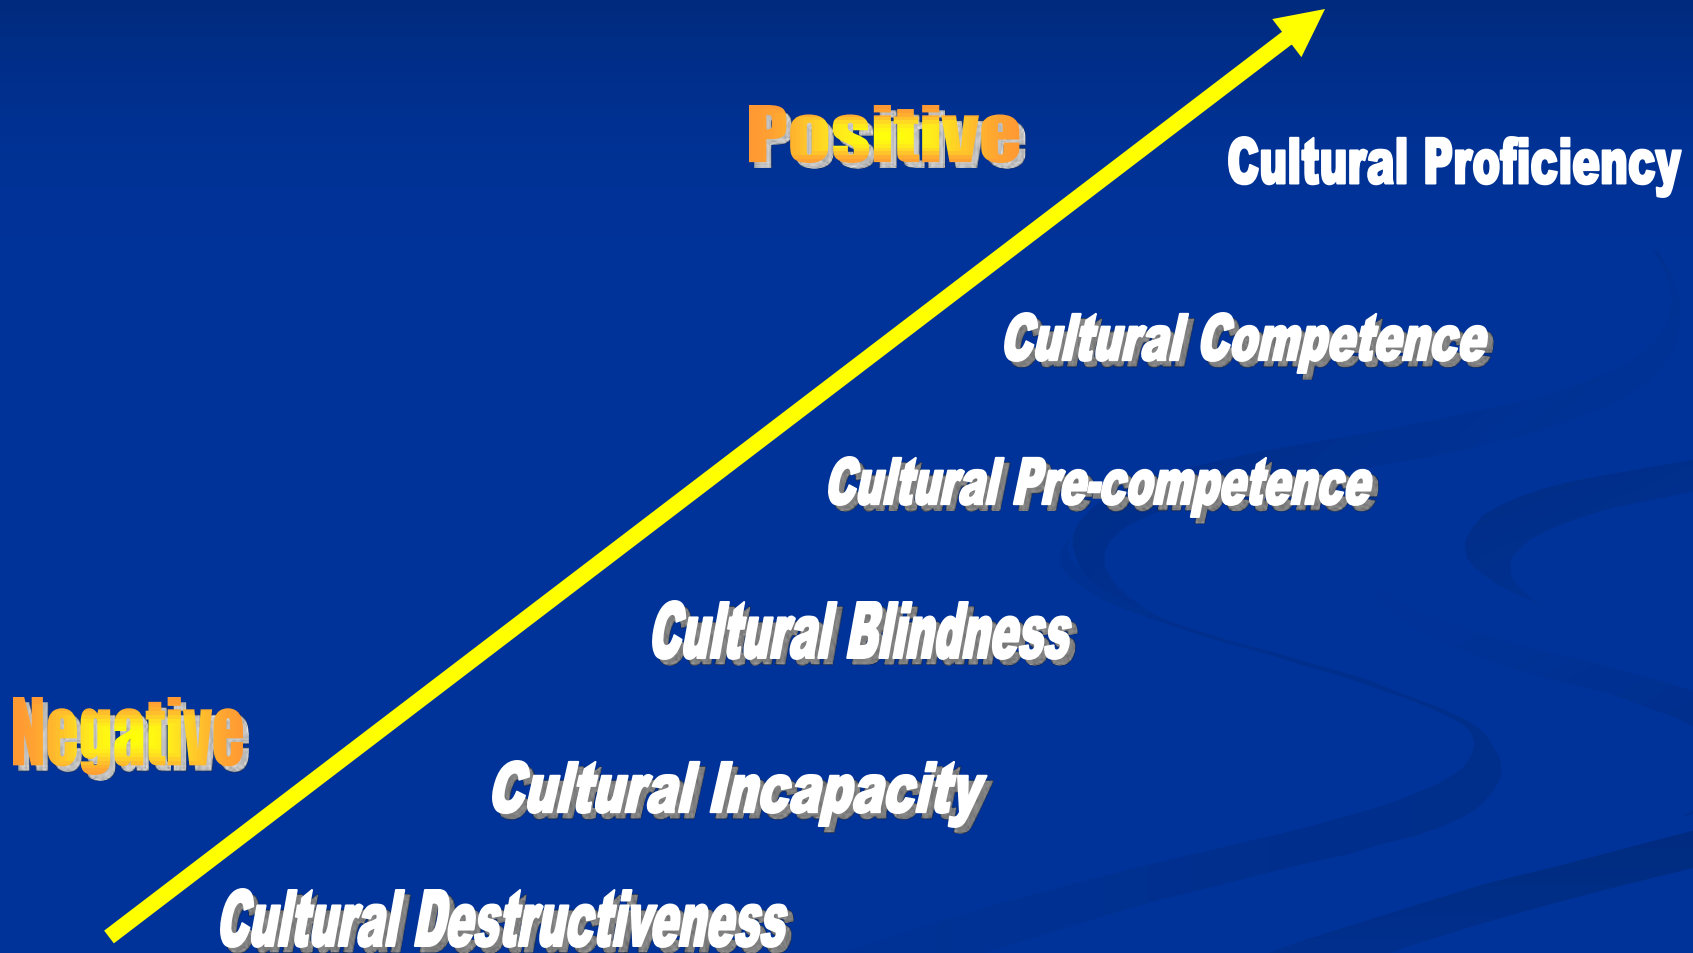 Positive
Cultural Proficiency
Cultural Competence
Cultural Pre-competence
Cultural Blindness
Negative
Cultural Incapacity
Cultural Destructiveness